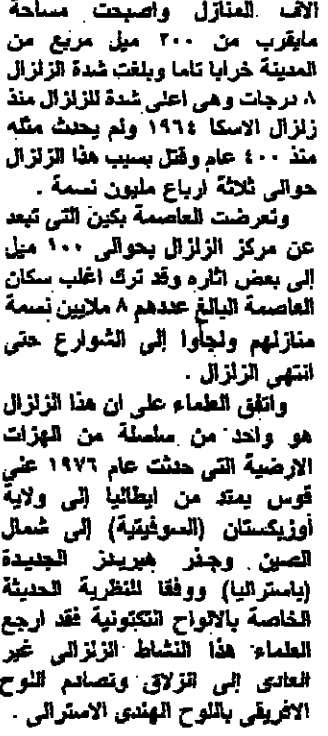 الاف المنازل واصبحت مساحة
مايقرب من ٢٠٠ ميل مربع من
المدينة خرابا تاما وبلغت شدة الزلزال
٨ درجات وهى اعلى شدة للزلزال منذ
زلزال الاسكا ١٩٦٤ ولم يحدث مثله
منذ ٤٠٠ عام وقتل بسبب هذا الزلزال
حوالى ثلاثة ارباع مليون نسمة .
وتعرضت العاصمة بكين التى تبعد
عن مركز الزلزال بحوالى ١٠٠ ميل
إلى بعض اثاره وقد ترك اغلب سكان
العاصمة البالغ عددهم ٨ ملايين نسمة
منازلهم ولجأوا إلى الشوارع حتى
انتهى الزلزال .
واتفق العلماء على ان هذا الزلزال
هو واحد من سلسلة من الهزات
الارضية التى حدثت عام ١٩٧٦ على
قوس يمتد من ايطاليا إلى ولاية
أوزبكستان (السوفيتية) إلى شمال
الصين وجذر هبريدز الجديدة
(باستراليا) ووفقا للنظرية الحديثة
الخاصة بالالواح التكتونية فقد ارجع
العلماء هذا النشاط الزلزالى غير
العادى إلى انزلاق وتصادم اللوح
الافريقى باللوح الهندى الاسترالى .